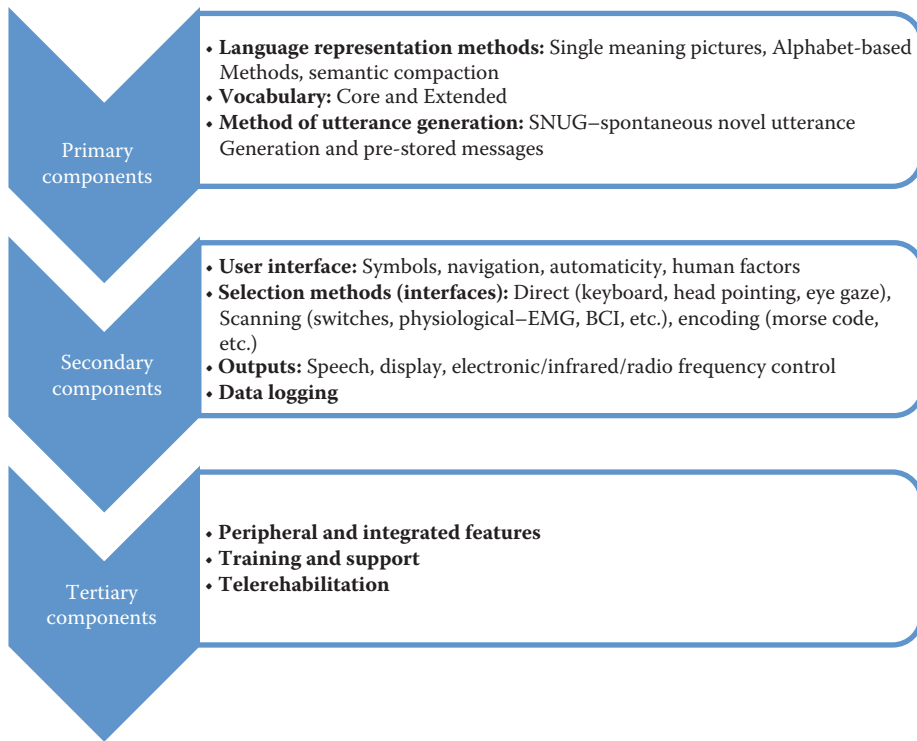 Primary
components
• Language representation methods: Single meaning pictures, Alphabet-based
Methods, semantic compaction
• Vocabulary: Core and Extended
• Method of utterance generation: SNUG–spontaneous novel utterance
Generation and pre-stored messages
Secondary
components
• User interface: Symbols, navigation, automaticity, human factors
• Selection methods (interfaces): Direct (keyboard, head pointing, eye gaze),
Scanning (switches, physiological–EMG, BCI, etc.), encoding (morse code,
etc.)
• Outputs: Speech, display, electronic/infrared/radio frequency control
• Data logging
Tertiary
components
• Peripheral and integrated features
• Training and support
• Telerehabilitation